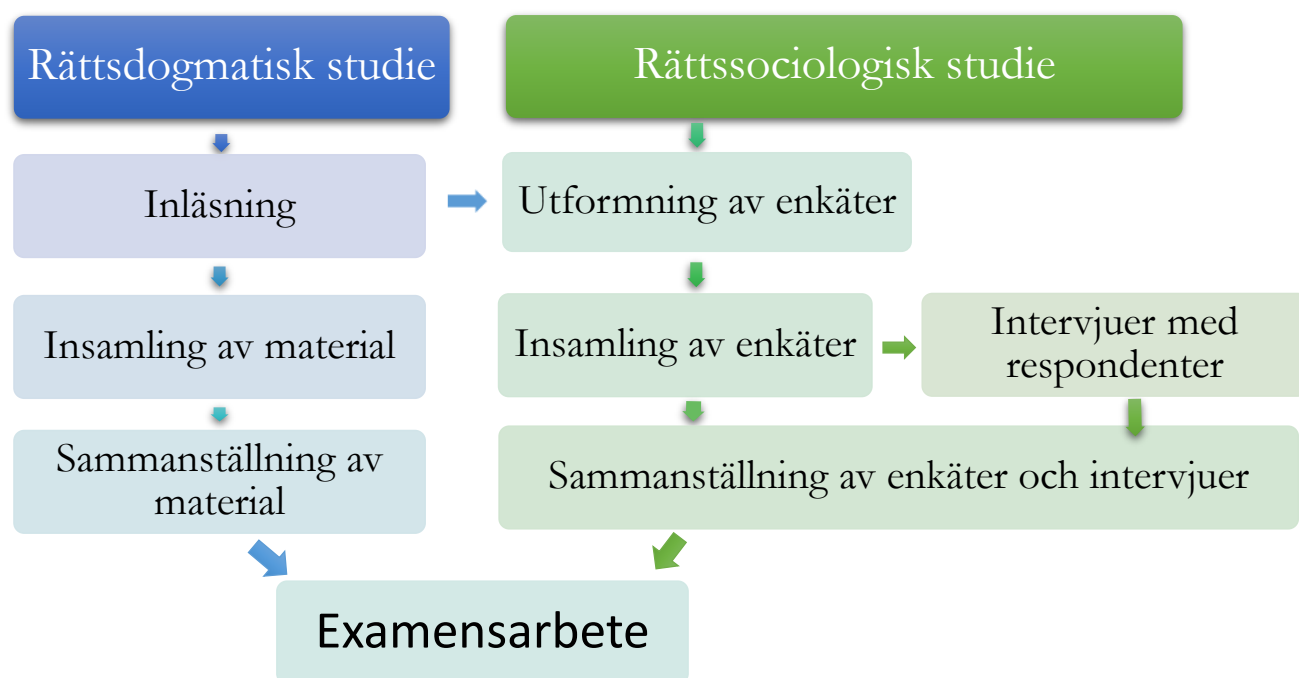 Rättsdogmatisk studie
Rättssociologisk studie
Inläsning
Utformning av enkäter
Insamling av material
Insamling av enkäter
Intervjuer med
respondenter
Sammanställning av
material
Sammanställning av enkäter och intervjuer
Examensarbete